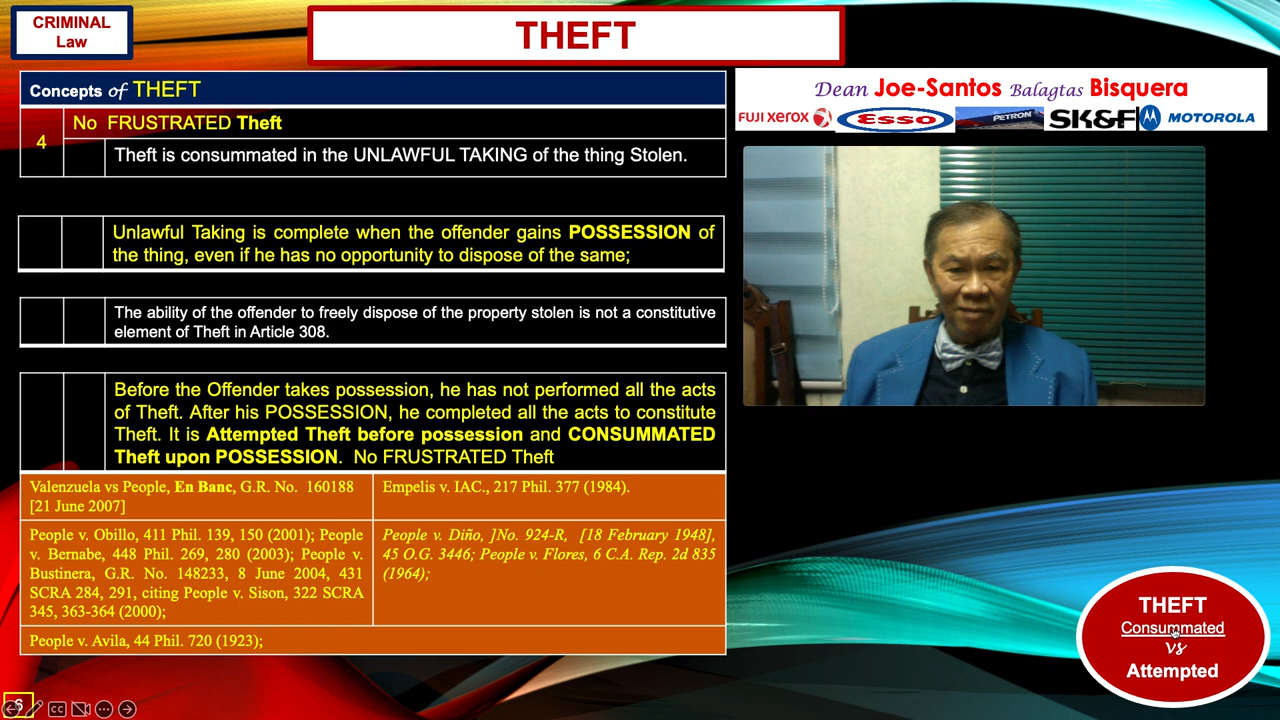 CRIMINAL
Law
THEFT
Concepts of THEFT
4
No FRUSTRATED Theft
Theft is consummated in the UNLAWFUL TAKING of the thing Stolen.
Unlawful Taking is complete when the offender gains POSSESSION of
the thing, even if he has no opportunity to dispose of the same;
The ability of the offender to freely dispose of the property stolen is not a constitutive
element of Theft in Article 308.
Before the Offender takes possession, he has not performed all the acts
of Theft. After his POSSESSION, he completed all the acts to constitute
Theft. It is Attempted Theft before possession and CONSUMMATED
Theft upon POSSESSION. No FRUSTRATED Theft
Valenzuela vs People, En Banc, G.R. No. 160188
[21 June 2007]
Empelis v. IAC., 217 Phil. 377 (1984).
People v. Obillo, 411 Phil. 139, 150 (2001); People
v. Bernabe, 448 Phil. 269, 280 (2003); People v.
Bustinera, G.R. No. 148233, 8 June 2004, 431
SCRA 284, 291, citing People v. Sison, 322 SCRA
345, 363-364 (2000);
People v. Diño, ]No. 924-R, [18 February 1948],
45 O.G. 3446; People v. Flores, 6 C.A. Rep. 2d 835
(1964);
People v. Avila, 44 Phil. 720 (1923);
Dean Joe-Santos Balagtas Bisquera
FUJI XEROX
Esso
PETRON
SK&F
MOTOROLA
THEFT
Consummated
vs
Attempted
6
CC